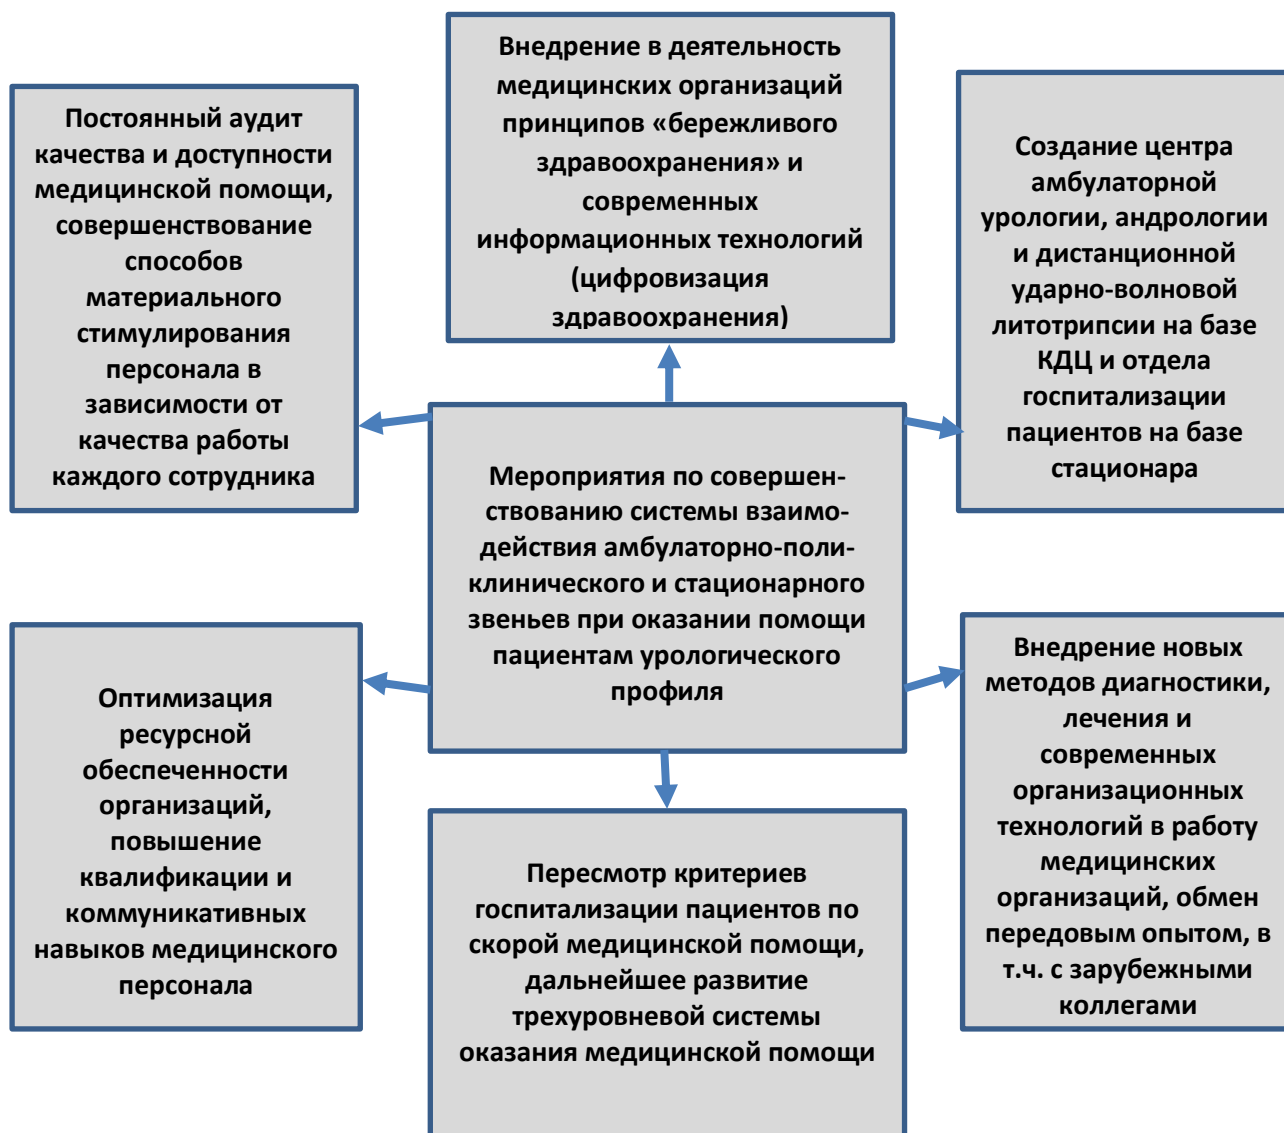 Внедрение в деятельность
медицинских организаций
принципов «бережливого
здравоохранения» и
современных
информационных технологий
(цифровизация
здравоохранения)
Постоянный аудит
качества и доступности
медицинской помощи,
совершенствование
способов
материального
стимулирования
персонала в
зависимости от
качества работы
каждого сотрудника
Создание центра
амбулаторной
урологии, андрологии
и дистанционной
ударно-волновой
литотрипсии на базе
КДЦ и отдела
госпитализации
пациентов на базе
стационара
Мероприятия по совершен-
ствованию системы взаимо-
действия амбулаторно-поли-
клинического и стационарного
звеньев при оказании помощи
пациентам урологического
профиля
Оптимизация
ресурсной
обеспеченности
организаций,
повышение
квалификации и
коммуникативных
навыков медицинского
персонала
Внедрение новых
методов диагностики,
лечения и
современных
организационных
технологий в работу
медицинских
организаций, обмен
передовым опытом, в
т.ч. с зарубежными
коллегами
Пересмотр критериев
госпитализации пациентов по
скорой медицинской помощи,
дальнейшее развитие
трехуровневой системы
оказания медицинской помощи